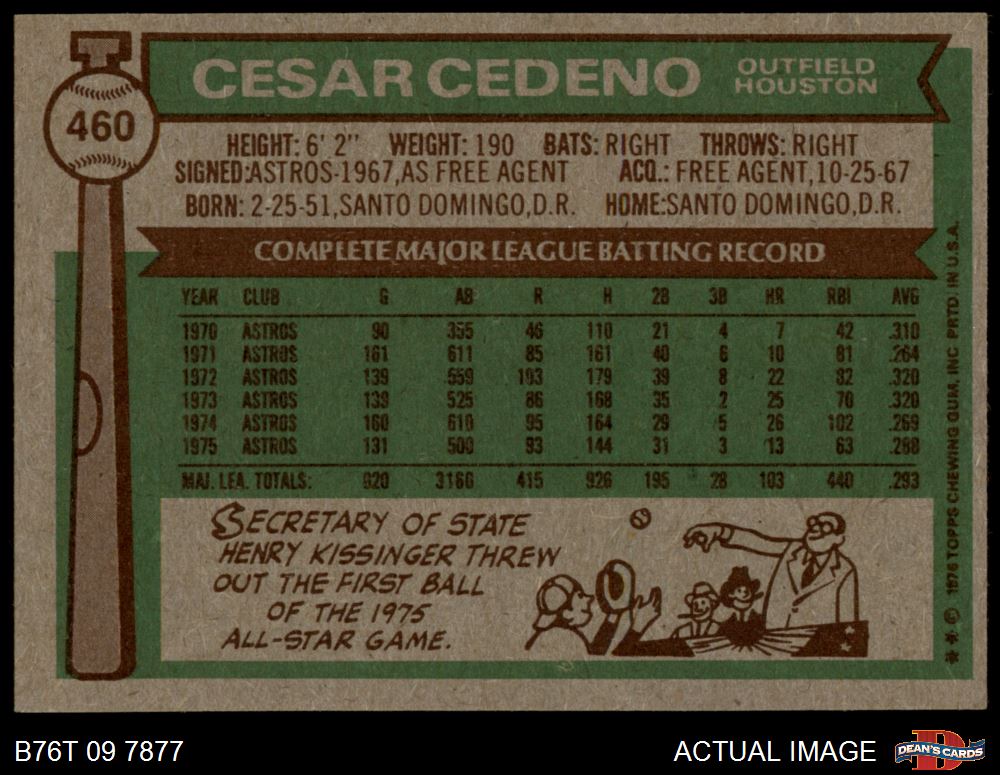 CESAR CEDENO
OUTFIELD
HOUSTON
460
HEIGHT: 6' 2" WEIGHT: 190 BATS: RIGHT THROWS: RIGHT
SIGNED:ASTROS-1967,AS FREE AGENT ACQ.: FREE AGENT,10-25-67
BORN: 2-25-51,SANTO DOMINGO,D.R. HOME:SANTO DOMINGO,D.R.
COMPLETE MAJOR LEAGUE BATTING RECORD
YEAR CLUB G AB R H 2B 3B HR RBI AVG
1970 ASTROS 90 355 46 110 21 4 7 42 .310
1971 ASTROS 161 611 85 161 40 6 10 81 .264
1972 ASTROS 139 559 103 179 39 8 22 82 .320
1973 ASTROS 139 525 86 168 35 2 25 70 .320
1974 ASTROS 160 610 95 164 29 5 26 102 .269
1975 ASTROS 131 500 93 144 31 3 13 63 .288
MAJ. LEA. TOTALS: 820 3160 415 926 195 28 103 440 .293
SECRETARY OF STATE
HENRY KISSINGER THREW
OUT THE FIRST BALL
OF THE 1975
ALL-STAR GAME.
** © 1976 TOPPS CHEWING GUM, INC PRTD. IN U.S.A.
B76T 09 7877
ACTUAL IMAGE
DEAN'S CARDS